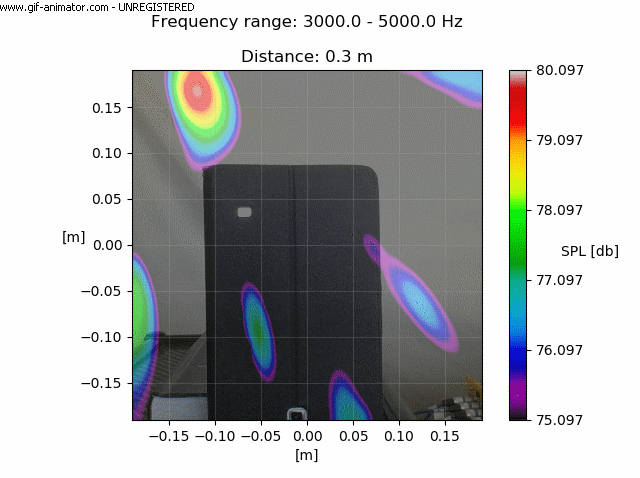 www.gif-animator.com - UNREGISTERED
Frequency range: 3000.0 - 5000.0 Hz
Distance: 0.3 m
0.15
0.10
0.05
0.00
−0.05
−0.10
−0.15
[m]
−0.15 −0.10 −0.05 0.00 0.05 0.10 0.15
[m]
80.097
79.097
78.097
77.097
76.097
75.097
SPL [db]